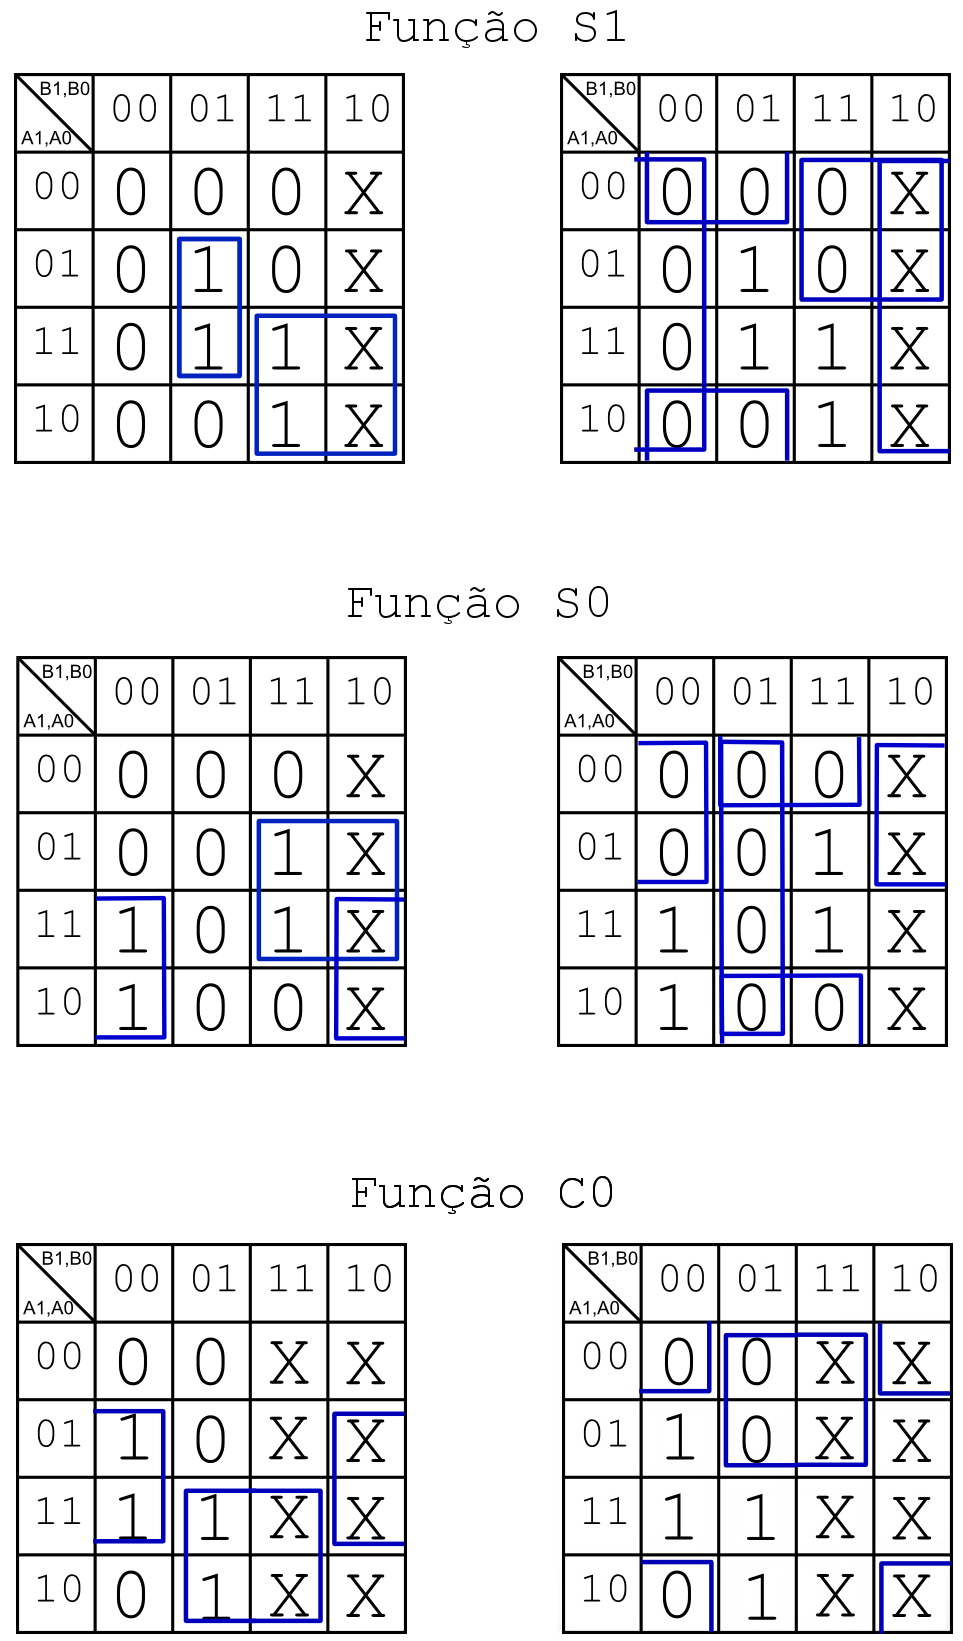 Função S1
B1,B0 00 01 11 10 B1,B0 00 01 11 10
A1,A0 A1,A0
00 0 0 0 X 00 0 0 0 X
01 0 1 0 X 01 0 1 0 X
11 0 1 1 X 11 0 1 1 X
10 0 0 1 X 10 0 0 1 X
Função S0
B1,B0 00 01 11 10 B1,B0 00 01 11 10
A1,A0 A1,A0
00 0 0 0 X 00 0 0 0 X
01 0 0 1 X 01 0 0 1 X
11 1 0 1 X 11 1 0 1 X
10 1 0 0 X 10 1 0 0 X
Função C0
B1,B0 00 01 11 10 B1,B0 00 01 11 10
A1,A0 A1,A0
00 0 0 X X 00 0 0 X X
01 1 0 X X 01 1 0 X X
11 1 1 X X 11 1 1 X X
10 0 1 X X 10 0 1 X X